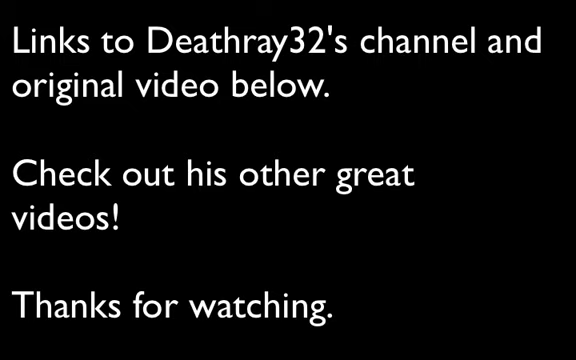 Links to Deathray32's channel and
original video below.
Check out his other great
videos!
Thanks for watching.